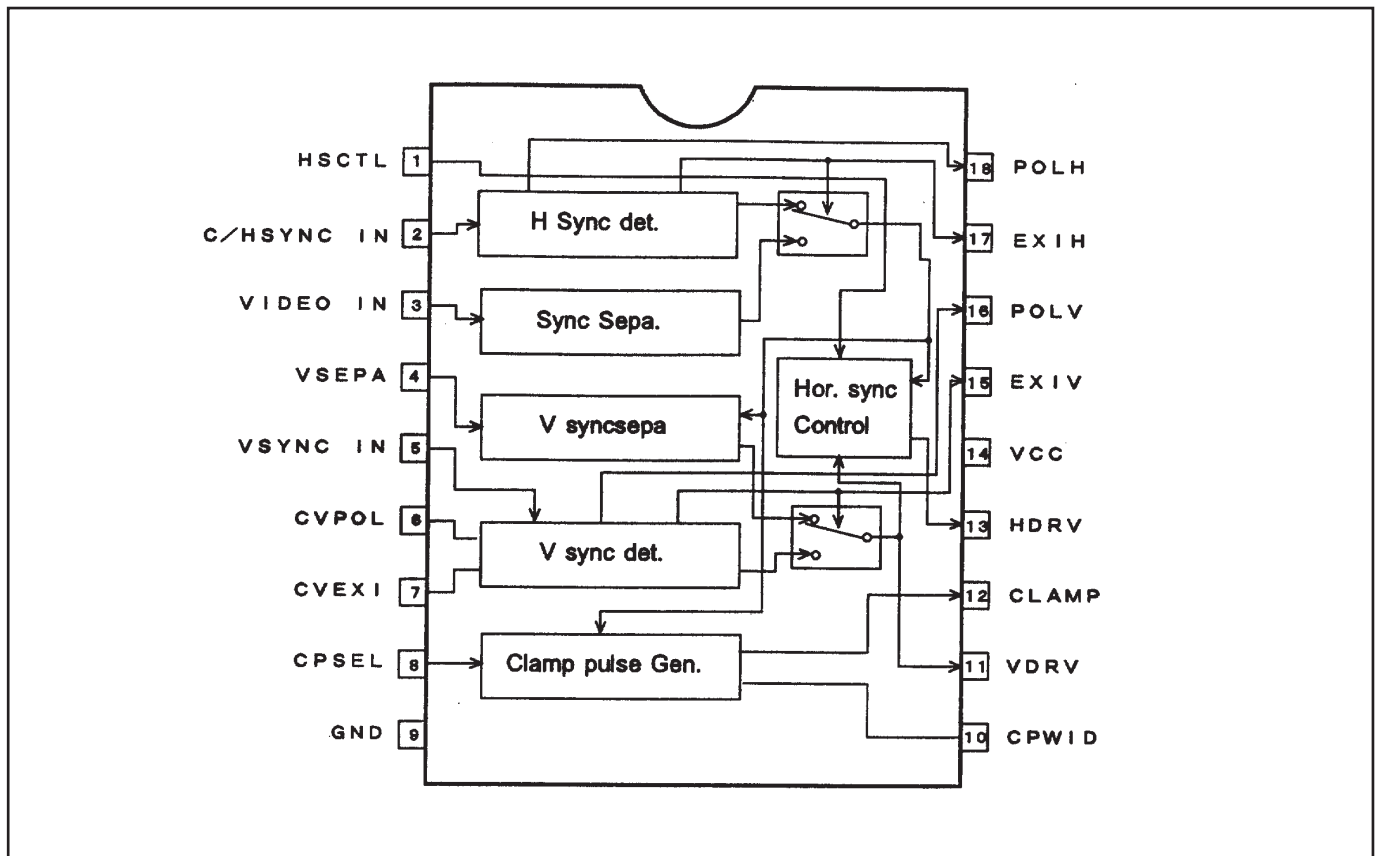 HSCTL 1
C/HSYNC IN 2
VIDEO IN 3
VSEPA 4
VSYNC IN 5
CVPOL 6
CVEXI 7
CPSEL 8
GND 9
H Sync det.
Sync Sepa.
V syncsepa
V sync det.
Clamp pulse Gen.
Hor. sync
Control
18 POLH
17 EXIH
16 POLV
15 EXIV
14 VCC
13 HDRV
12 CLAMP
11 VDRV
10 CPWID